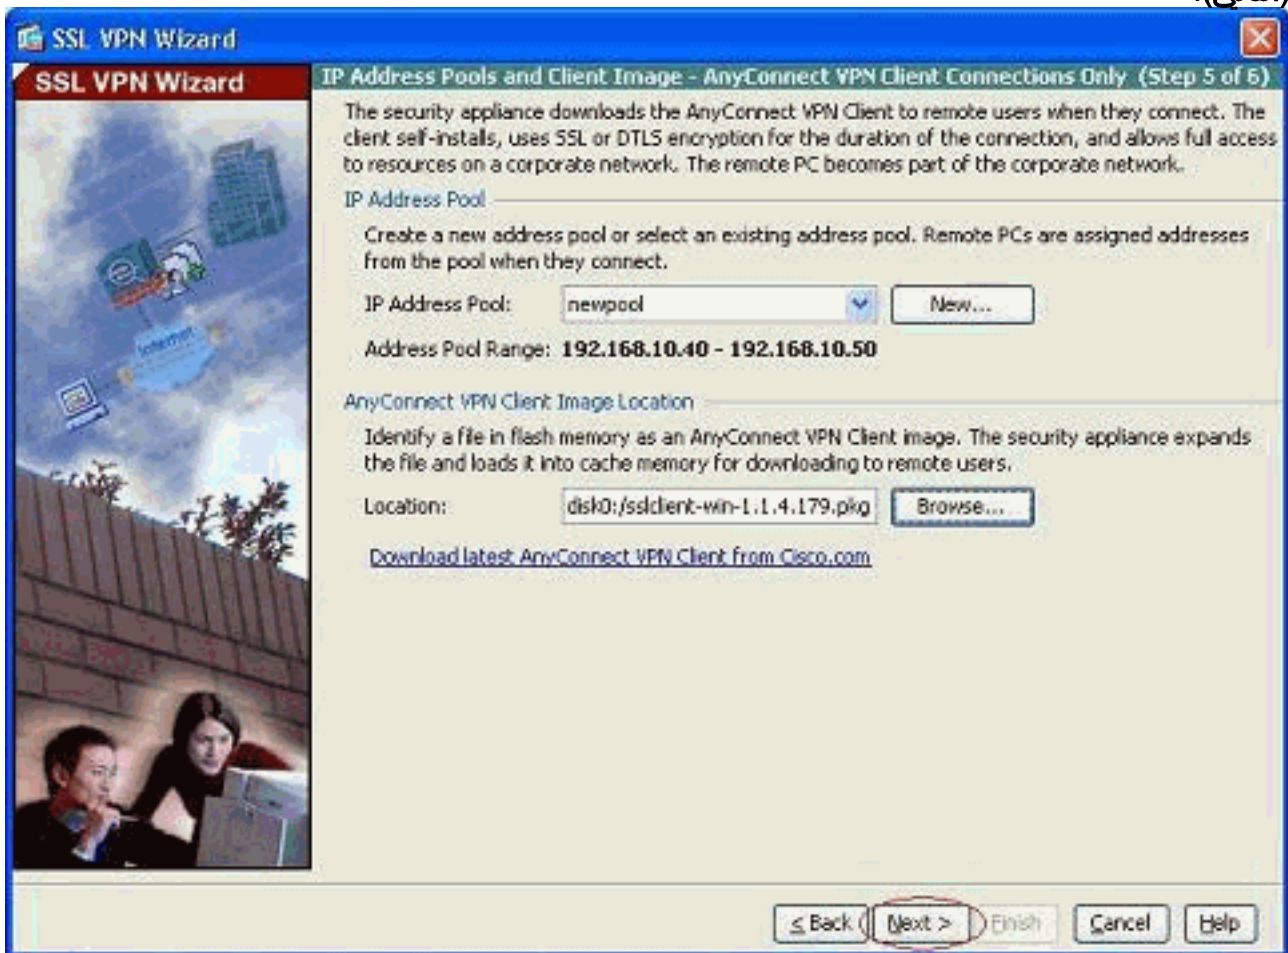 SSL VPN Wizard
SSL VPN Wizard
IP Address Pools and Client Image - AnyConnect VPN Client Connections Only (Step 5 of 6)
The security appliance downloads the AnyConnect VPN Client to remote users when they connect. The
client self-installs, uses SSL or DTLS encryption for the duration of the connection, and allows full access
to resources on a corporate network. The remote PC becomes part of the corporate network.
IP Address Pool
Create a new address pool or select an existing address pool. Remote PCs are assigned addresses
from the pool when they connect.
IP Address Pool: newpool New...
Address Pool Range: 192.168.10.40 - 192.168.10.50
AnyConnect VPN Client Image Location
Identify a file in flash memory as an AnyConnect VPN Client image. The security appliance expands
the file and loads it into cache memory for downloading to remote users.
Location: disk0:/sslclient-win-1.1.4.179.pkg Browse...
Download latest AnyConnect VPN Client from Cisco.com
Internet
< Back Next > Finish Cancel Help